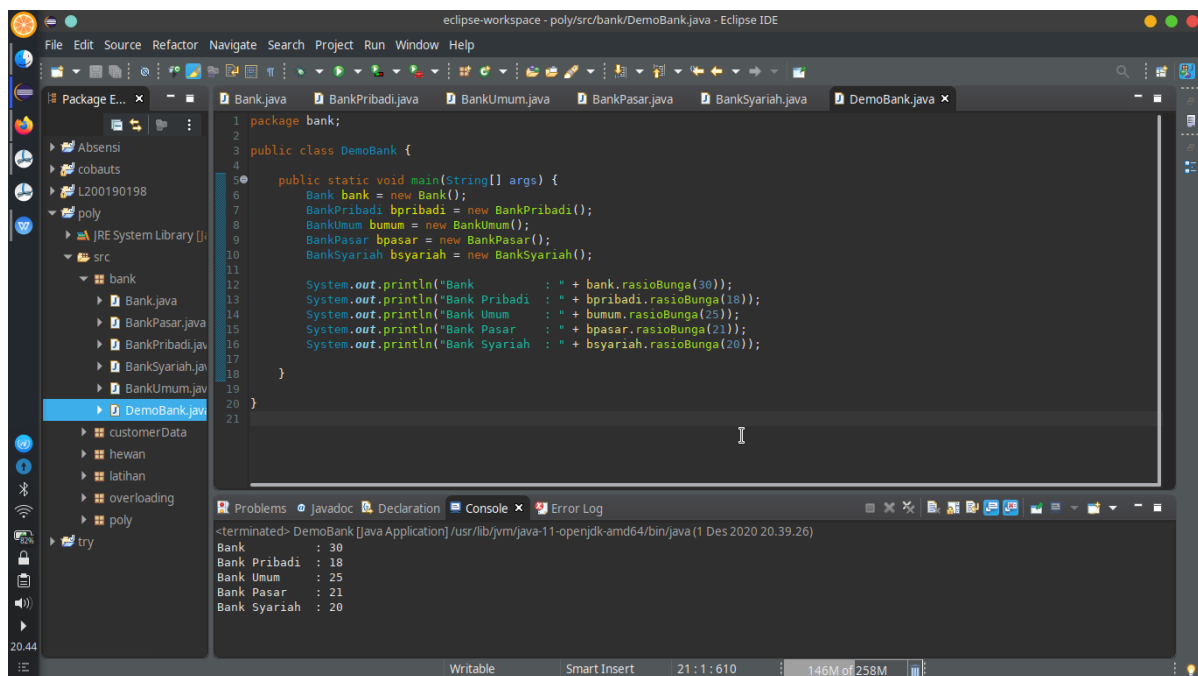 eclipse-workspace - poly/src/bank/DemoBank.java - Eclipse IDE
File Edit Source Refactor Navigate Search Project Run Window Help
Package E...
Bank.java BankPribadi.java BankUmum.java BankPasar.java BankSyariah.java DemoBank.java
Absensi
cobauts
L200190198
poly
JRE System Library
src
bank
Bank.java
BankPasar.java
BankPribadi.jav
BankSyariah.jav
BankUmum.jav
DemoBank.java
customerData
hewan
latihan
overloading
poly
try
1 package bank;
2
3 public class DemoBank {
4
5 public static void main(String[] args) {
6 Bank bank = new Bank();
7 BankPribadi bpribadi = new BankPribadi();
8 BankUmum bumum = new BankUmum();
9 BankPasar bpasar = new BankPasar();
10 BankSyariah bsyariah = new BankSyariah();
11
12 System.out.println("Bank : " + bank.rasioBunga(30));
13 System.out.println("Bank Pribadi : " + bpribadi.rasioBunga(18));
14 System.out.println("Bank Umum : " + bumum.rasioBunga(25));
15 System.out.println("Bank Pasar : " + bpasar.rasioBunga(21));
16 System.out.println("Bank Syariah : " + bsyariah.rasioBunga(20));
17
18 }
19
20 }
21
Problems Javadoc Declaration Console Error Log
<terminated> DemoBank [Java Application] /usr/lib/jvm/java-11-openjdk-amd64/bin/java (1 Des 2020 20.39.26)
Bank : 30
Bank Pribadi : 18
Bank Umum : 25
Bank Pasar : 21
Bank Syariah : 20
82%
20.44
Writable Smart Insert 21 : 1 : 610 146M of 258M